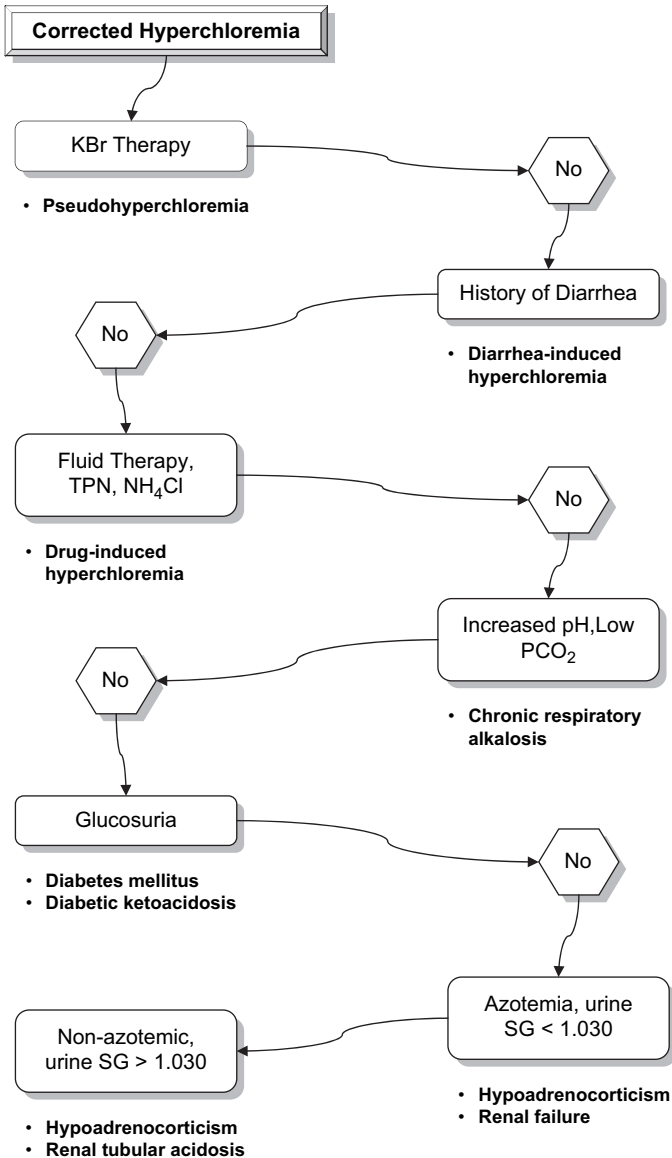 Corrected Hyperchloremia
KBr Therapy
• Pseudohyperchloremia
No
History of Diarrhea
• Diarrhea-induced
hyperchloremia
No
Fluid Therapy,
TPN, NH₄Cl
• Drug-induced
hyperchloremia
No
Increased pH,Low
PCO₂
• Chronic respiratory
alkalosis
No
Glucosuria
• Diabetes mellitus
• Diabetic ketoacidosis
No
Azotemia, urine
SG < 1.030
• Hypoadrenocorticism
• Renal failure
Non-azotemic,
urine SG > 1.030
• Hypoadrenocorticism
• Renal tubular acidosis